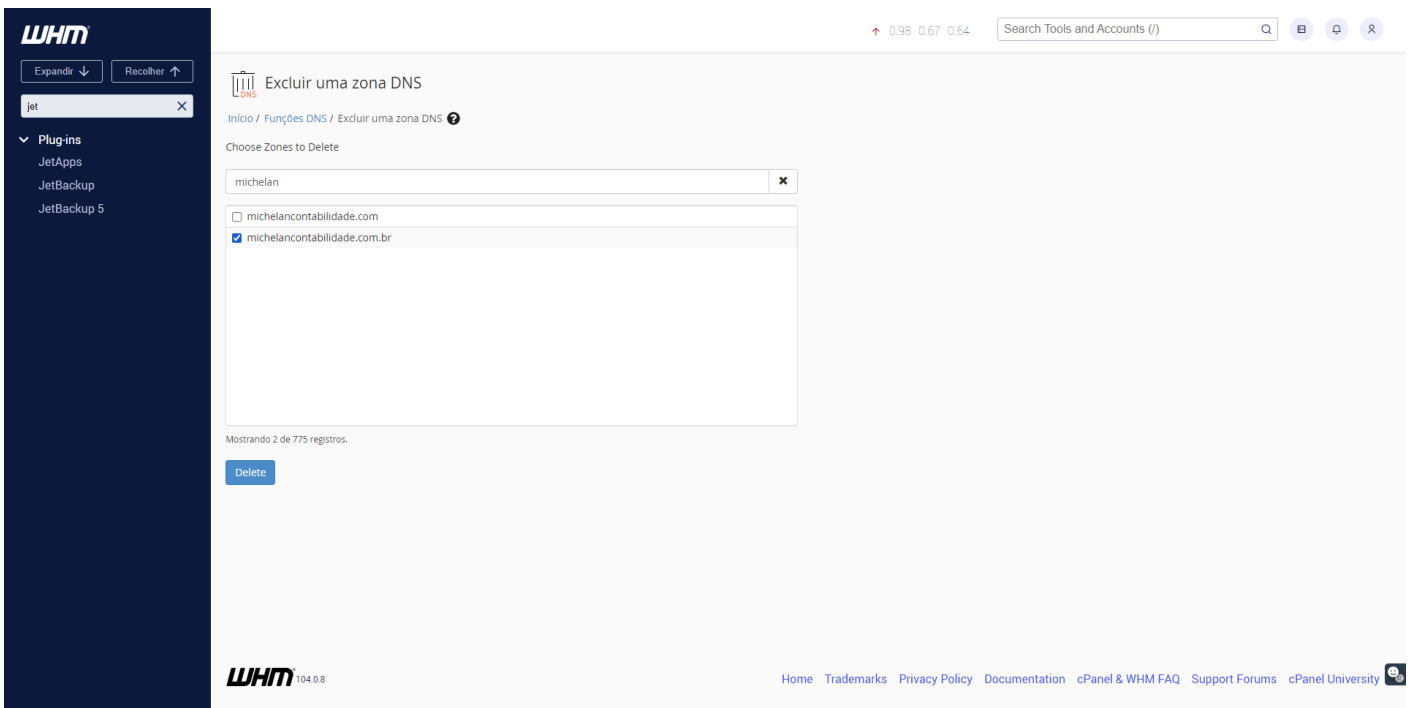 WHM
0.98 0.67 0.64
Search Tools and Accounts (/)
Expandir
Recolher
jet
Plug-ins
JetApps
JetBackup
JetBackup 5
DNS
Excluir uma zona DNS
Início / Funções DNS / Excluir uma zona DNS
Choose Zones to Delete
michelan
michelancontabilidade.com
michelancontabilidade.com.br
Mostrando 2 de 775 registros.
Delete
WHM 104.0.8
Home Trademarks Privacy Policy Documentation cPanel & WHM FAQ Support Forums cPanel University